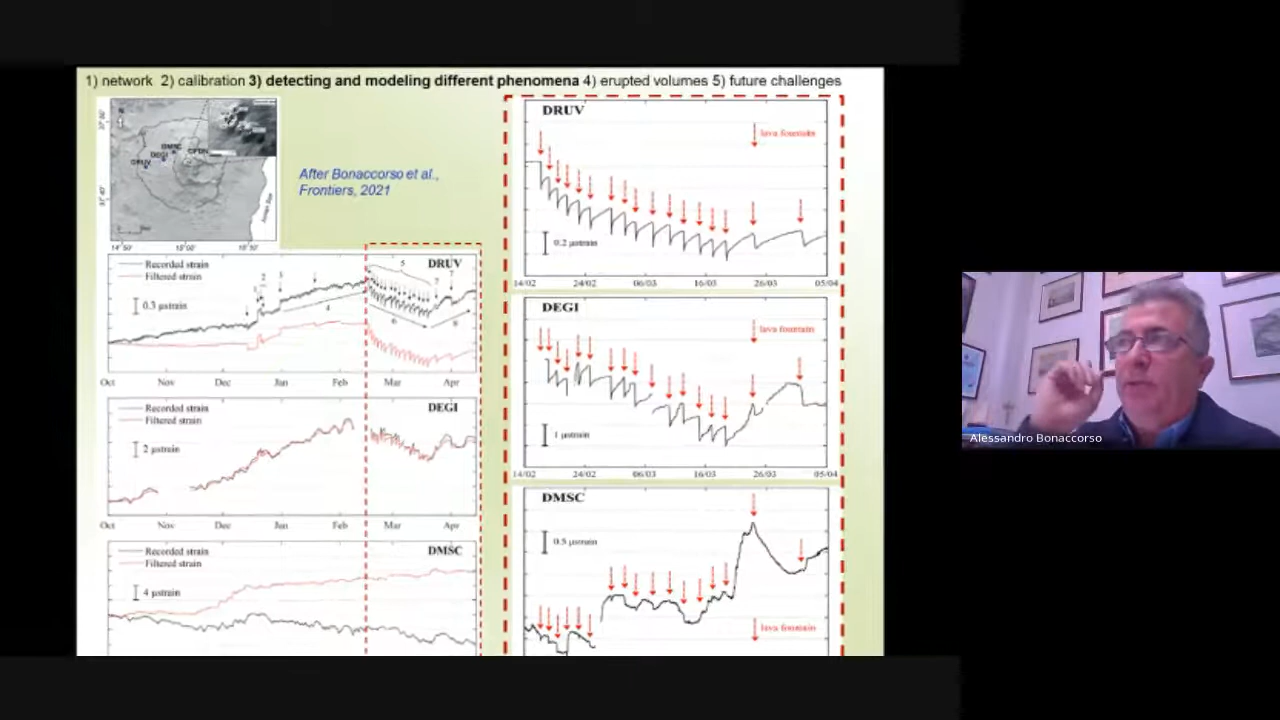 1) network 2) calibration 3) detecting and modeling different phenomena 4) erupted volumes 5) future challenges
DMSC
DEGI
DRUV
After Bonaccorso et al.,
Frontiers, 2021
Recorded strain
Filtered strain
DRUV
0.3 μstrain
Oct Nov Dec Jan Feb Mar Apr
Recorded strain
Filtered strain
DEGI
2 μstrain
Oct Nov Dec Jan Feb Mar Apr
Recorded strain
Filtered strain
DMSC
4 μstrain
DRUV
lava fountain
0.2 μstrain
14/02 24/02 06/03 16/03 26/03 05/04
DEGI
lava fountain
1 μstrain
14/02 24/02 06/03 16/03 26/03 05/04
DMSC
0.5 μstrain
lava fountain
Alessandro Bonaccorso